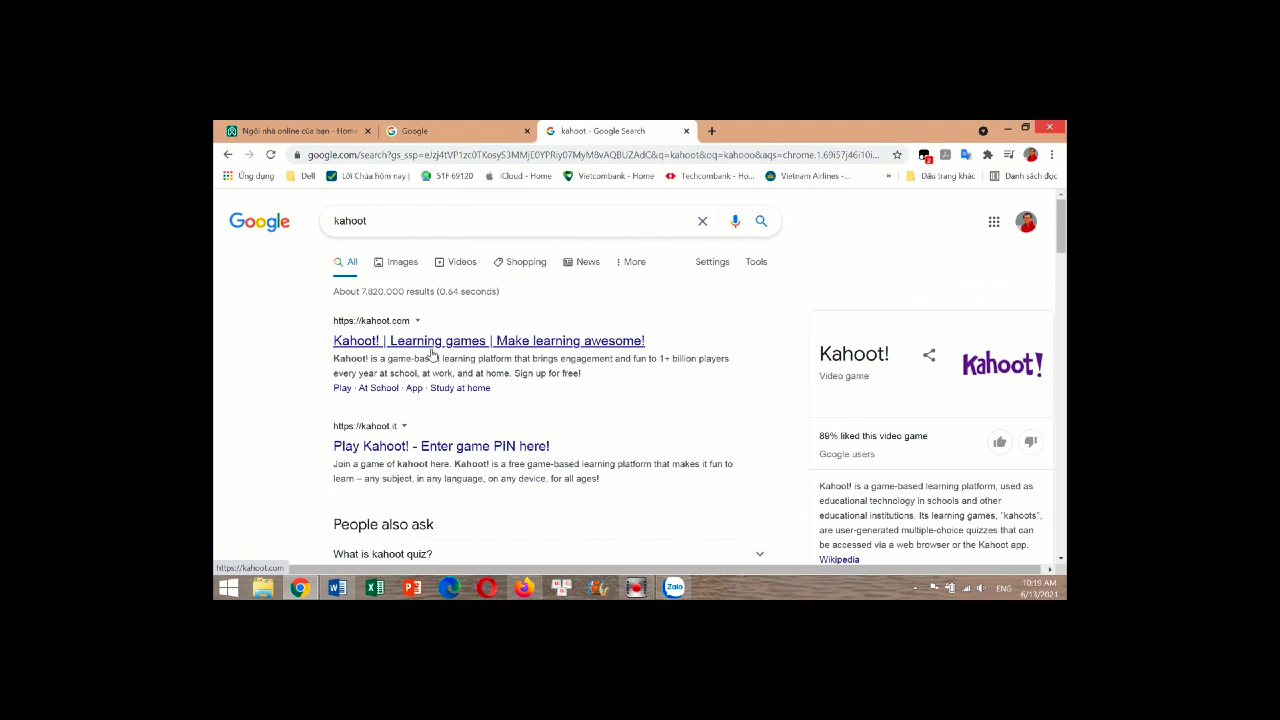 Ngôi nhà online của bạn - Home
Google
kahoot - Google Search
google.com/search?gs_ssp=eJzj4tVP1zc0TKosyS3MMjE0YPRiy07MyM8vAQBUZAdC&q=kahoot&oq=kahooo&aqs=chrome.1.69i57j46i10i...
2
Ứng dụng
Dell
Lời Chúa hôm nay |
51F 69120
iCloud - Home
Vietcombank - Home
Techcombank - Ho...
Vietnam Airlines -...
»
Dấu trang khác
Danh sách đọc
Google
kahoot
All
Images
Videos
Shopping
News
More
Settings
Tools
About 7,820,000 results (0.64 seconds)
https://kahoot.com
Kahoot! | Learning games | Make learning awesome!
Kahoot! is a game-based learning platform that brings engagement and fun to 1+ billion players
every year at school, at work, and at home. Sign up for free!
Play · At School · App · Study at home
https://kahoot.it
Play Kahoot! - Enter game PIN here!
Join a game of kahoot here. Kahoot! is a free game-based learning platform that makes it fun to
learn – any subject, in any language, on any device, for all ages!
People also ask
What is kahoot quiz?
Kahoot!
Video game
Kahoot!
89% liked this video game
Google users
Kahoot! is a game-based learning platform, used as
educational technology in schools and other
educational institutions. Its learning games, "kahoots",
are user-generated multiple-choice quizzes that can
be accessed via a web browser or the Kahoot app.
Wikipedia
https://kahoot.com
Zalo
ENG
10:19 AM
6/13/2021